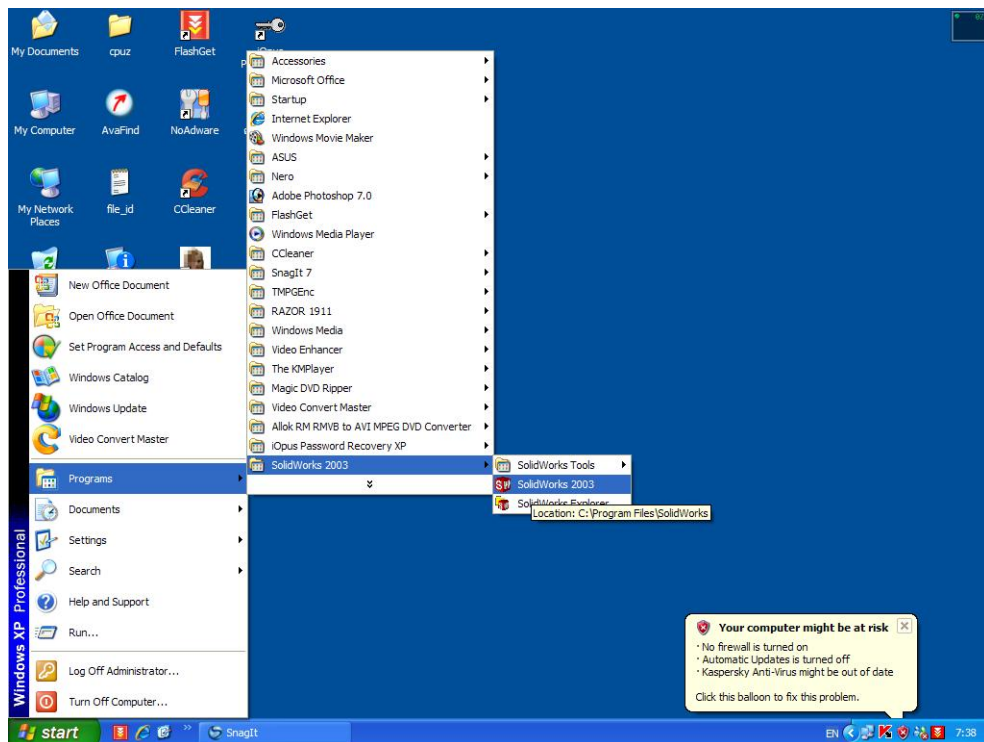 My Documents
cpuz
FlashGet
iOpus
My Computer
AvaFind
NoAdware
My Network
Places
file_id
CCleaner
Accessories
Microsoft Office
Startup
Internet Explorer
Windows Movie Maker
ASUS
Nero
Adobe Photoshop 7.0
FlashGet
Windows Media Player
CCleaner
SnagIt 7
TMPGEnc
RAZOR 1911
Windows Media
Video Enhancer
The KMPlayer
Magic DVD Ripper
Video Convert Master
Allok RM RMVB to AVI MPEG DVD Converter
iOpus Password Recovery XP
SolidWorks 2003
SolidWorks Tools
SolidWorks 2003
SolidWorks Explorer
Location: C:\Program Files\SolidWorks
New Office Document
Open Office Document
Set Program Access and Defaults
Windows Catalog
Windows Update
Video Convert Master
Programs
Documents
Settings
Search
Help and Support
Run...
Log Off Administrator...
Turn Off Computer...
Windows XP Professional
Your computer might be at risk
· No firewall is turned on
· Automatic Updates is turned off
· Kaspersky Anti-Virus might be out of date
Click this balloon to fix this problem.
start
SnagIt
EN
7:38